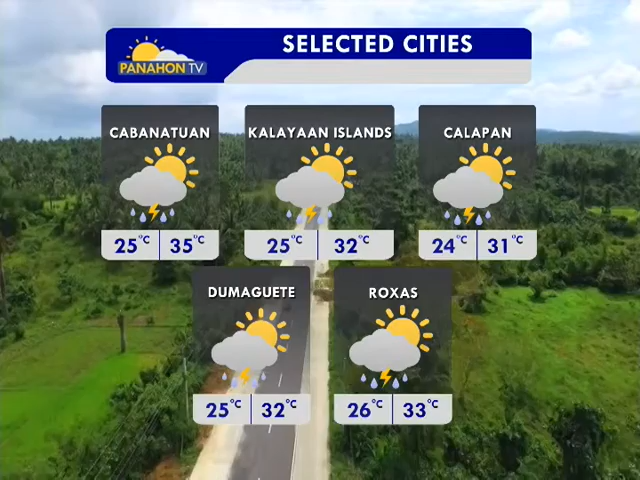 SELECTED CITIES
PANAHON TV
CABANATUAN
25°C 35°C
KALAYAAN ISLANDS
25°C 32°C
CALAPAN
24°C 31°C
DUMAGUETE
25°C 32°C
ROXAS
26°C 33°C